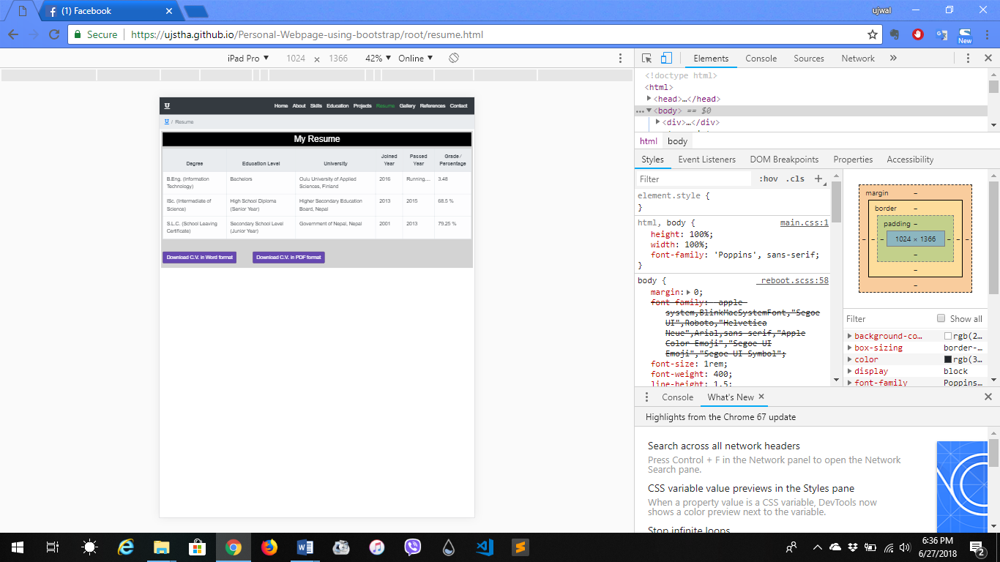 (1) Facebook
ujwal
Secure
https://ujstha.github.io/Personal-Webpage-using-bootstrap/root/resume.html
New
iPad Pro ▼ 1024 × 1366 42% ▼ Online ▼
U
Home About Skills Education Projects Resume Gallery References Contact
U / Resume
My Resume
Degree Education Level University Joined Year Passed Year Grade / Percentage
B.Eng. (Information Technology) Bachelors Oulu University of Applied Sciences, Finland 2016 Running.... 3.48
ISc. (Intermediate of Science) High School Diploma (Senior Year) Higher Secondary Education Board, Nepal 2013 2015 68.5 %
S.L.C. (School Leaving Certificate) Secondary School Level (Junior Year) Government of Nepal, Nepal 2001 2013 79.25 %
Download C.V. in Word format Download C.V. in PDF format
Elements Console Sources Network »
<!doctype html>
<html>
<head>…</head>
… <body> == $0
<div>…</div>
html body
Styles Event Listeners DOM Breakpoints Properties Accessibility
Filter :hov .cls +
element.style {
}
html, body { main.css:1
height: 100%;
width: 100%;
font-family: 'Poppins', sans-serif;
}
body { _reboot.scss:58
margin: 0;
font-family: -apple-
system,BlinkMacSystemFont,"Segoe
UI",Roboto,"Helvetica
Neue",Arial,sans-serif,"Apple
Color Emoji","Segoe UI
Emoji","Segoe UI Symbol";
font-size: 1rem;
font-weight: 400;
line-height: 1.5;
margin –
border –
padding –
– – – 1024 × 1366 – – –
–
–
–
Filter Show all
background-co… rgb(2…
box-sizing border-…
color rgb(3…
display block
font-family Poppins…
Console What's New
Highlights from the Chrome 67 update
Search across all network headers
Press Control + F in the Network panel to open the Network
Search pane.
CSS variable value previews in the Styles pane
When a property value is a CSS variable, DevTools now
shows a color preview next to the variable.
Stop infinite loops
6:36 PM
6/27/2018
2